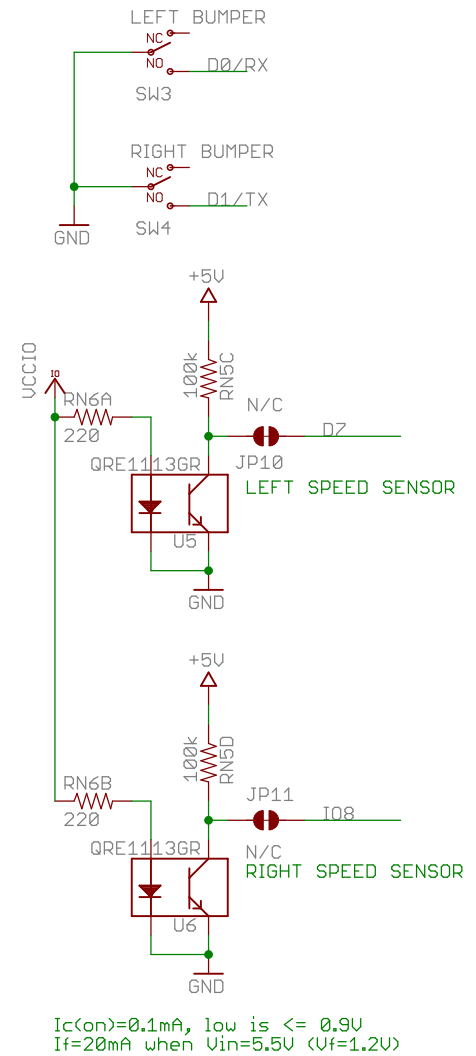 LEFT BUMPER
NC
NO
D0/RX
SW3
RIGHT BUMPER
NC
NO
D1/TX
SW4
GND
+5V
100k
RN5C
VCCIO
IO
RN6A
220
N/C
D7
JP10
QRE1113GR
LEFT SPEED SENSOR
U5
GND
+5V
100k
RN5D
RN6B
220
JP11
IO8
QRE1113GR
N/C
RIGHT SPEED SENSOR
U6
GND
Ic(on)=0.1mA, low is <= 0.9V
If=20mA when Vin=5.5V (Vf=1.2V)